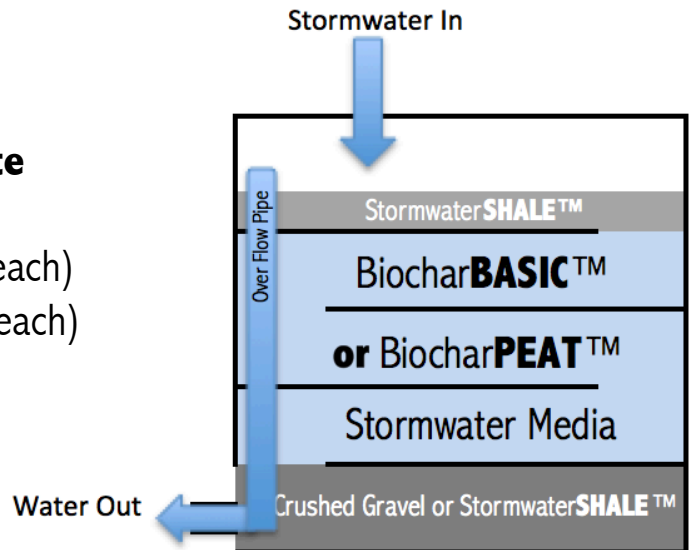 Stormwater In
te
each)
each)
Over Flow Pipe
StormwaterSHALE™
BiocharBASIC™
or BiocharPEAT™
Stormwater Media
Crushed Gravel or StormwaterSHALE™
Water Out